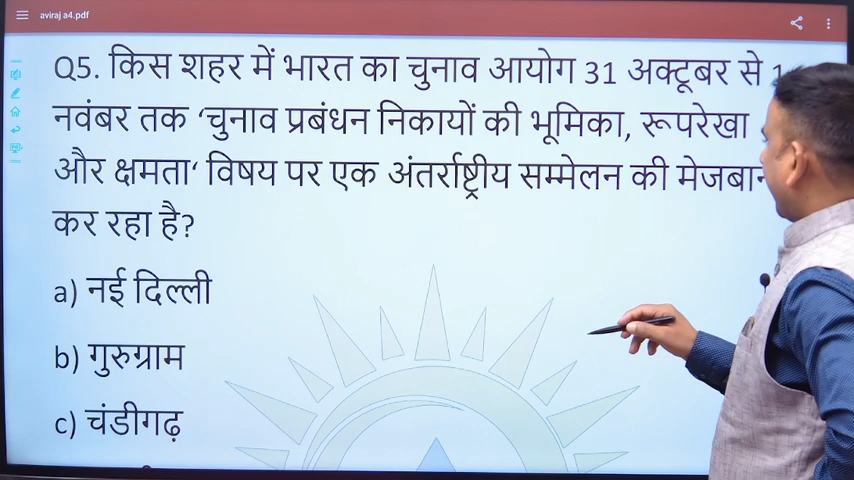 aviraj a4.pdf
Q5. किस शहर में भारत का चुनाव आयोग 31 अक्टूबर से
नवंबर तक ‘चुनाव प्रबंधन निकायों की भूमिका, रूपरेखा
और क्षमता‘ विषय पर एक अंतर्राष्ट्रीय सम्मेलन की
कर रहा है?
a) नई दिल्ली
b) गुरुग्राम
c) चंडीगढ़